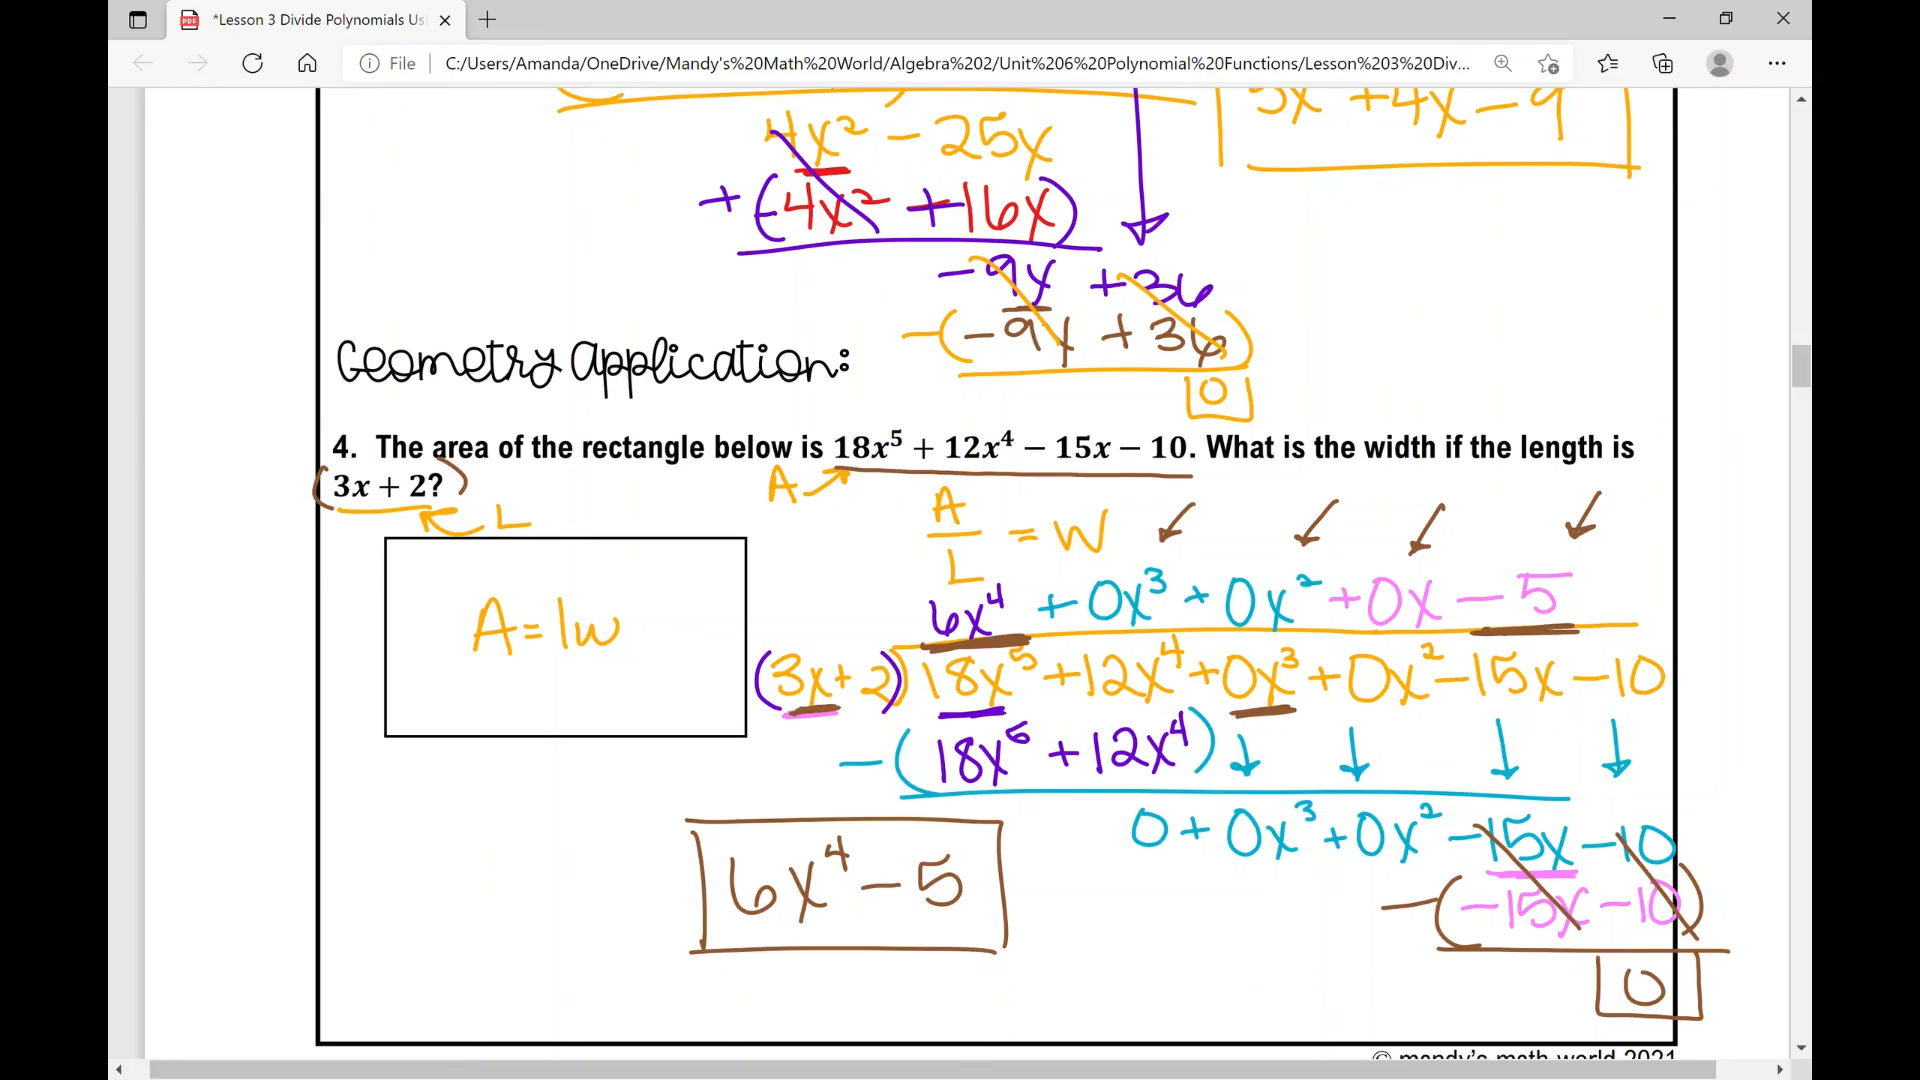 *Lesson 3 Divide Polynomials Us
File | C:/Users/Amanda/OneDrive/Mandy's%20Math%20World/Algebra%202/Unit%206%20Polynomial%20Functions/Lesson%203%20Div...
4x² - 25x
+(-4x² + 16x)
-9x + 36
-(-9x + 36)
0
Geometry Application:
4. The area of the rectangle below is 18x⁵ + 12x⁴ − 15x − 10. What is the width if the length is
3x + 2?
A
L
A/L = W
A = lw
6x⁴ + 0x³ + 0x² + 0x - 5
(3x + 2) 18x⁵ + 12x⁴ + 0x³ + 0x² - 15x - 10
-(18x⁵ + 12x⁴)
0 + 0x³ + 0x² - 15x - 10
-(-15x - 10)
0
6x⁴ - 5
© mandy's math world 2021